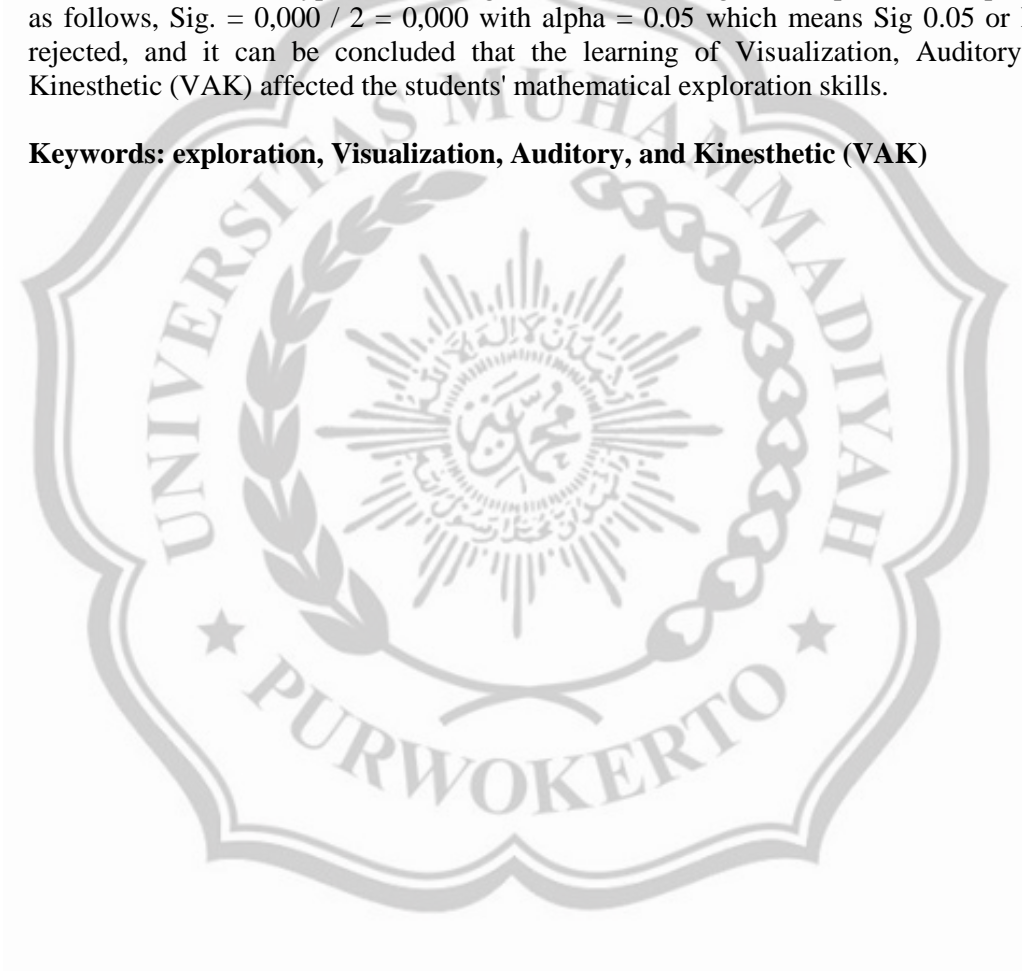 as follows, Sig. = 0,000 / 2 = 0,000 with alpha = 0.05 which means Sig 0.05 or
rejected, and it can be concluded that the learning of Visualization, Auditory
Kinesthetic (VAK) affected the students' mathematical exploration skills.
Keywords: exploration, Visualization, Auditory, and Kinesthetic (VAK)
UNIVERSITAS MUHAMMADIYAH
PURWOKERTO